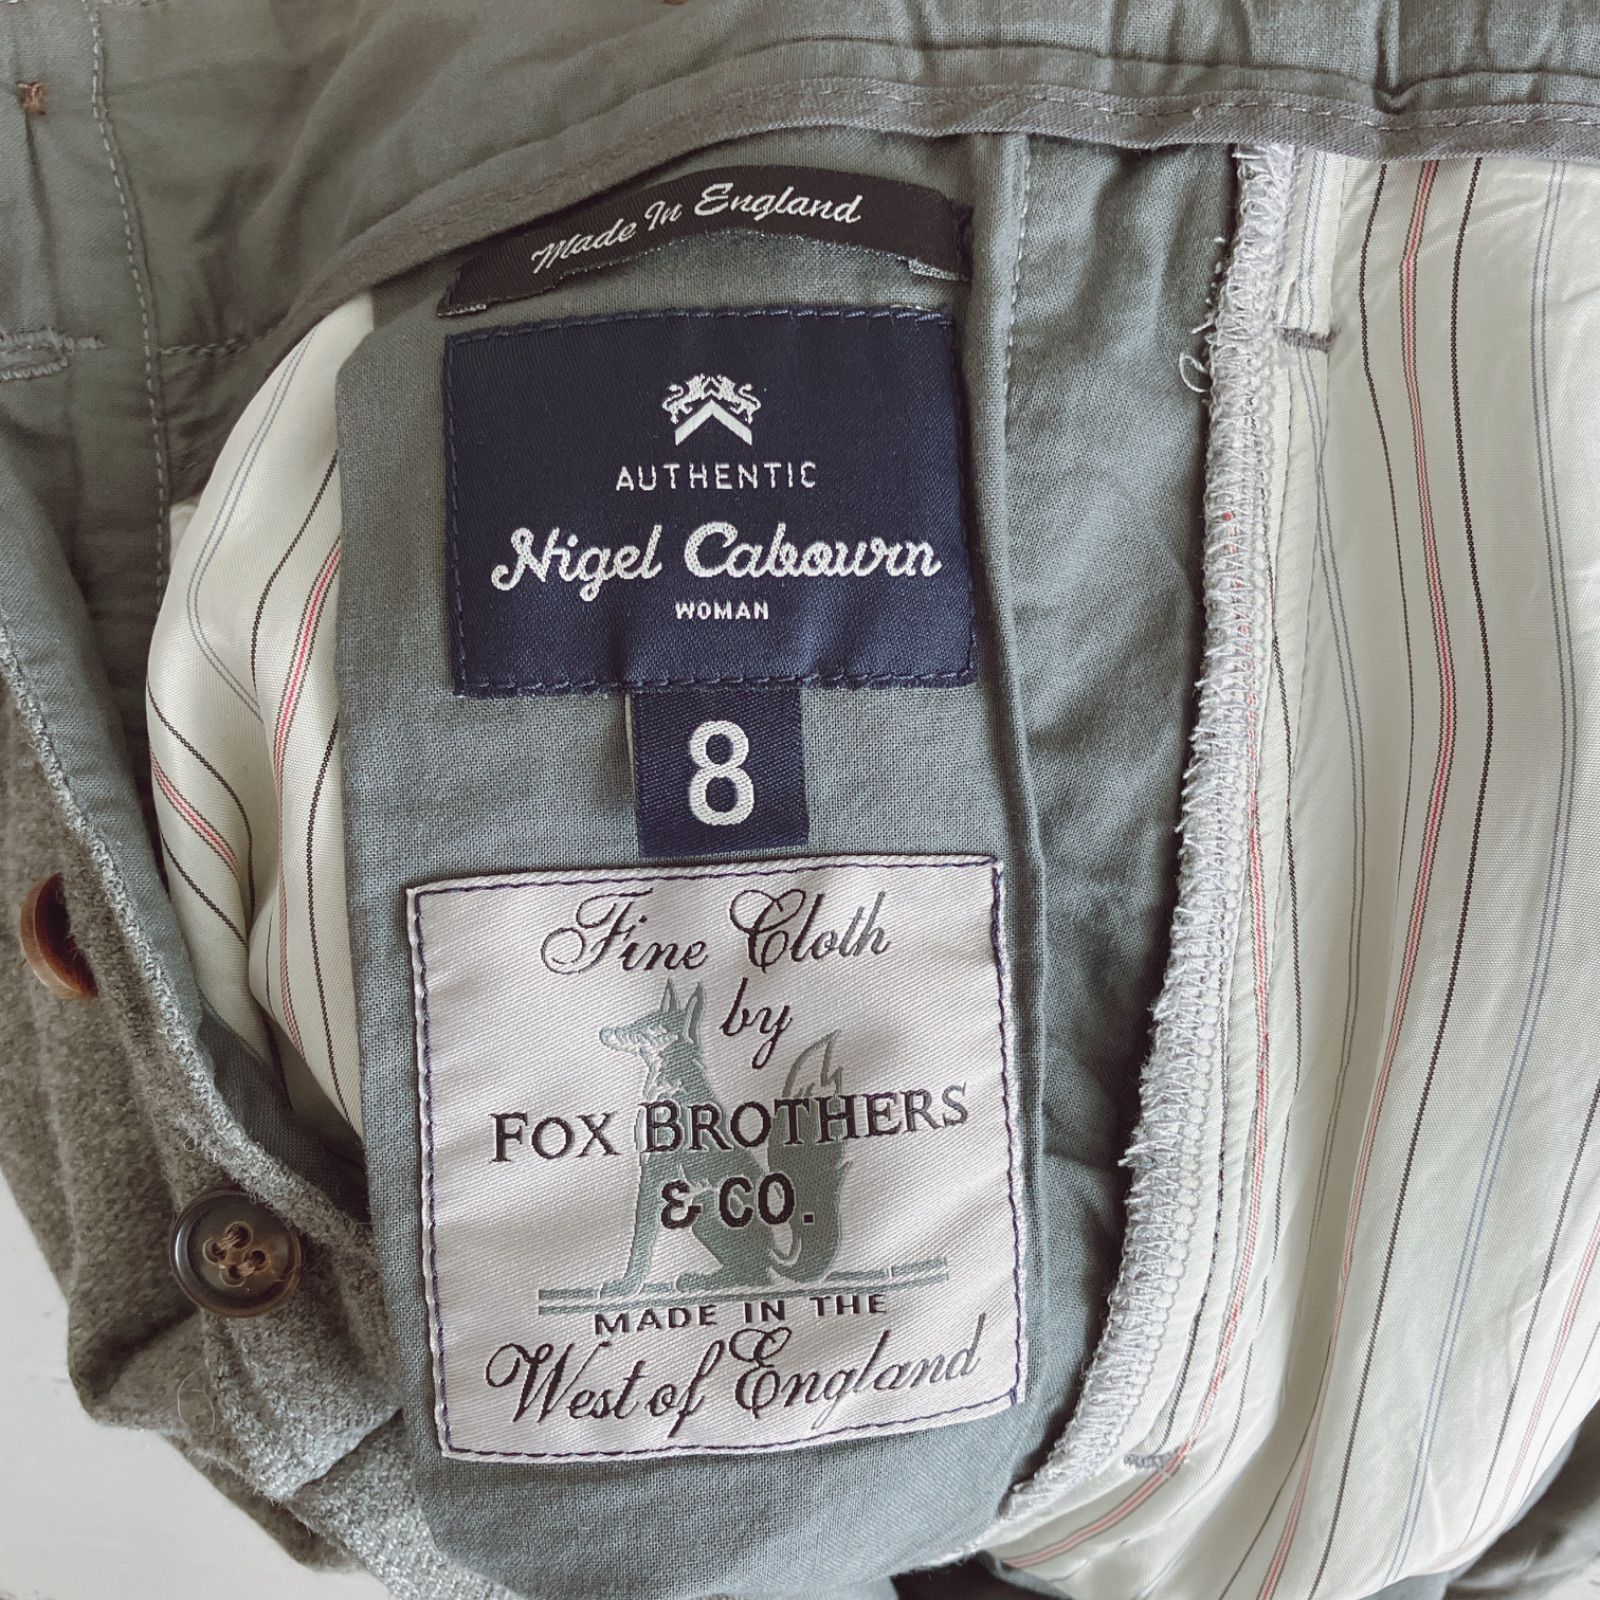 Made In England
AUTHENTIC
Nigel Cabourn
WOMAN
8
Fine Cloth
by
FOX BROTHERS
& CO.
MADE IN THE
West of England